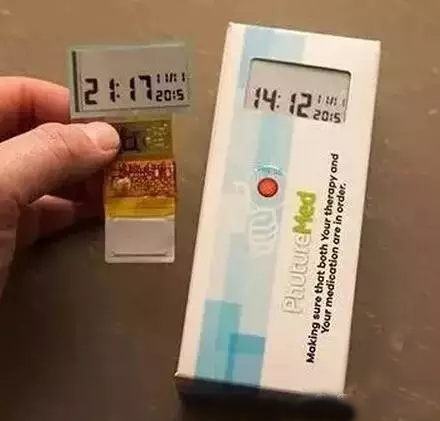 21:17
11/11
2015
14:12
11/11
2015
PhutureMed
Making sure that both Your therapy and
Your medication are in order.